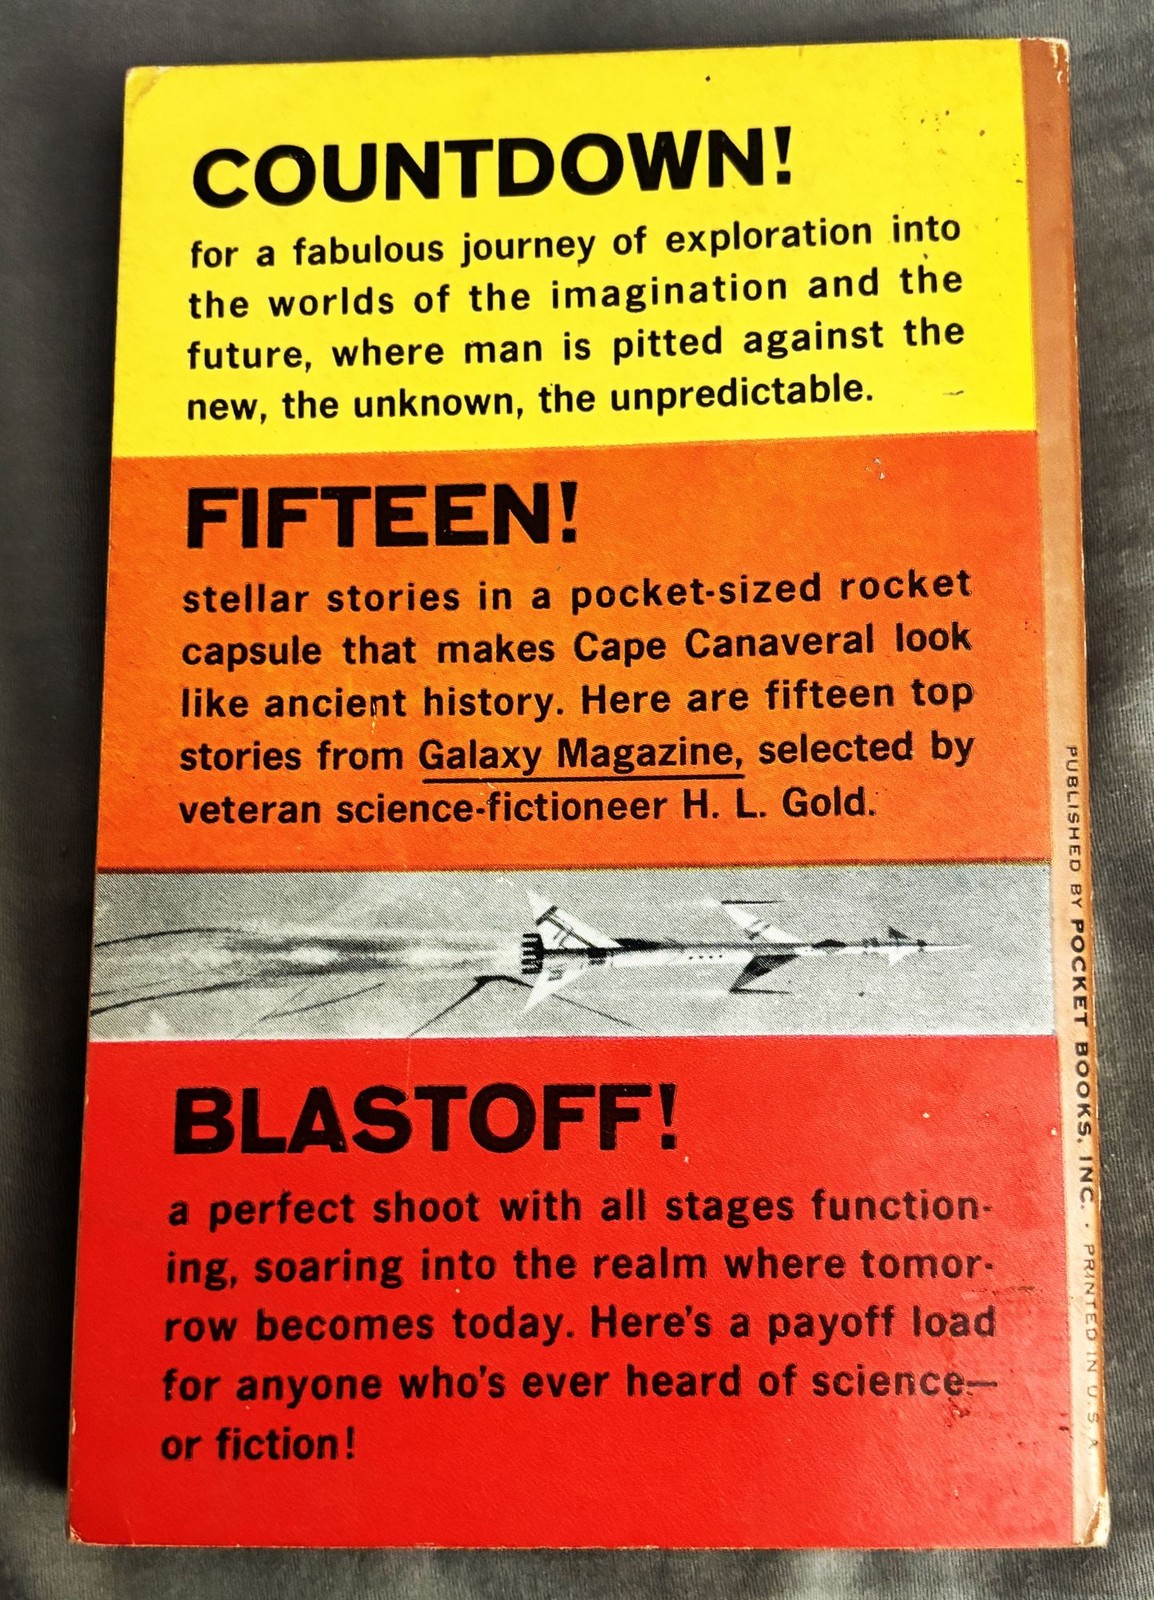 COUNTDOWN!
for a fabulous journey of exploration into
the worlds of the imagination and the
future, where man is pitted against the
new, the unknown, the unpredictable.
FIFTEEN!
stellar stories in a pocket-sized rocket
capsule that makes Cape Canaveral look
like ancient history. Here are fifteen top
stories from Galaxy Magazine, selected by
veteran science-fictioneer H. L. Gold.
BLASTOFF!
a perfect shoot with all stages function-
ing, soaring into the realm where tomor-
row becomes today. Here's a payoff load
for anyone who's ever heard of science—
or fiction!
PUBLISHED BY POCKET BOOKS, INC. · PRINTED IN U.S.A.